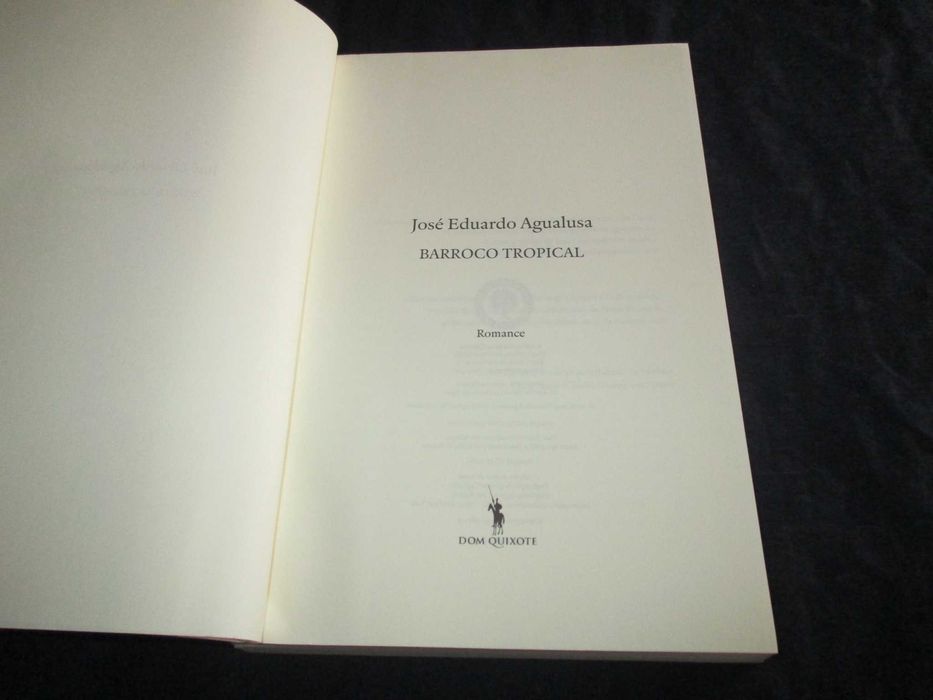 José Eduardo Agualusa
BARROCO TROPICAL
Romance
DOM QUIXOTE